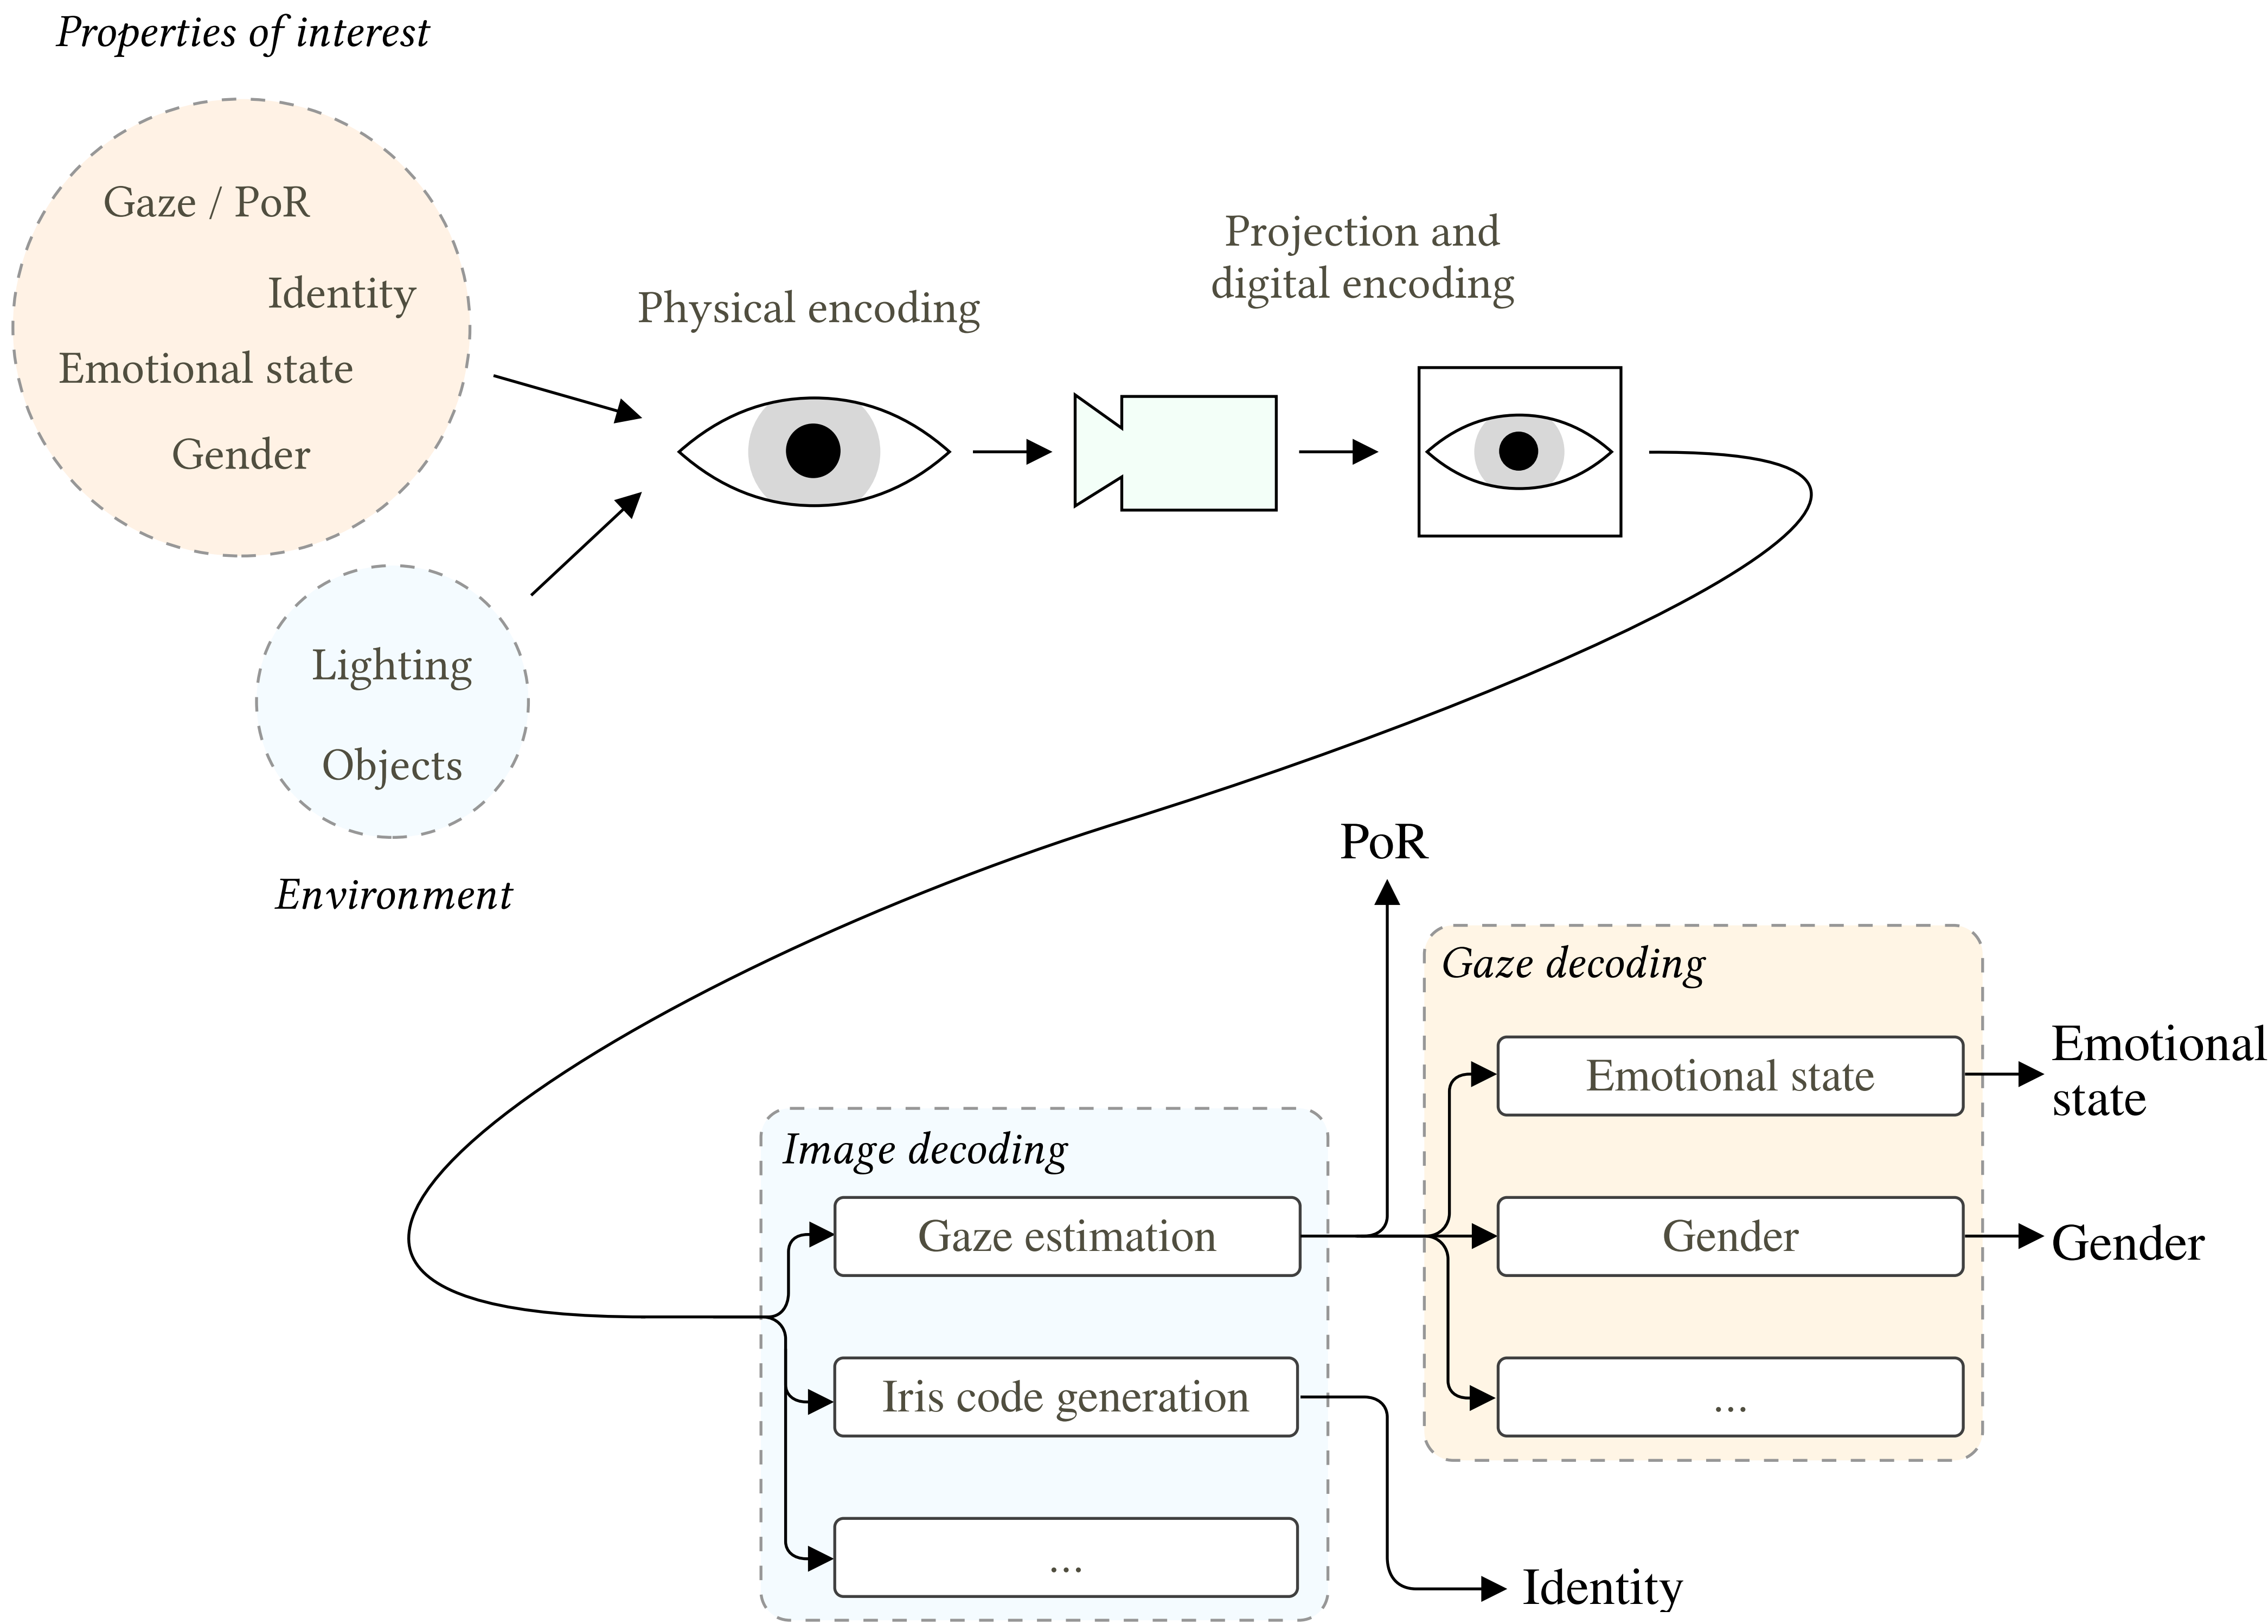 Properties of interest
Gaze / PoR
Identity
Emotional state
Gender
Lighting
Objects
Environment
Physical encoding
Projection and
digital encoding
Image decoding
Gaze estimation
Iris code generation
...
PoR
Gaze decoding
Emotional state
Gender
...
Emotional
state
Gender
Identity